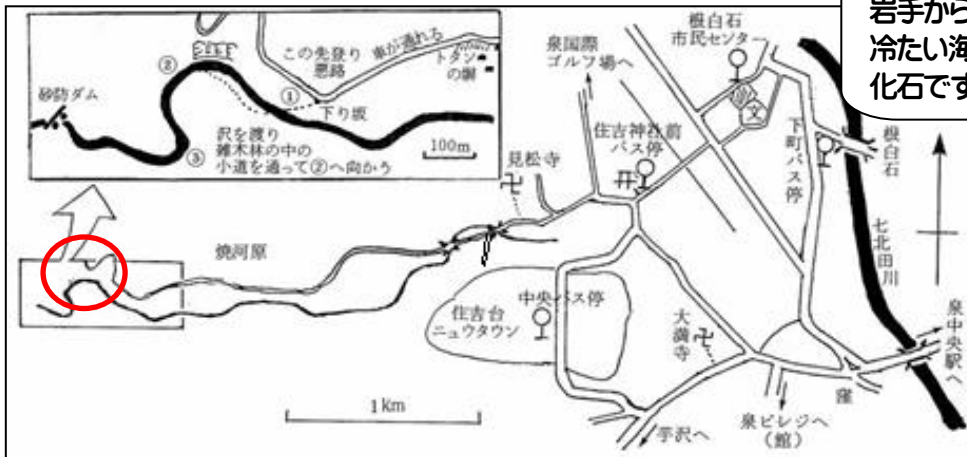 岩手から
冷たい海
化石です
砂防ダム
②
この先登り
悪路
車が通れる
トタン
の塀
①
下り坂
③
沢を渡り
雑木林の中の
小道を通って②へ向かう
100m
泉国際
ゴルフ場へ
根白石
市民センター
文
住吉神社前
バス停
下町バス停
根白石
見松寺
七北田川
焼河原
中央バス停
住吉台
ニュウタウン
大満寺
泉中央駅へ
窪
1km
芋沢へ
泉ビレジへ
(館)